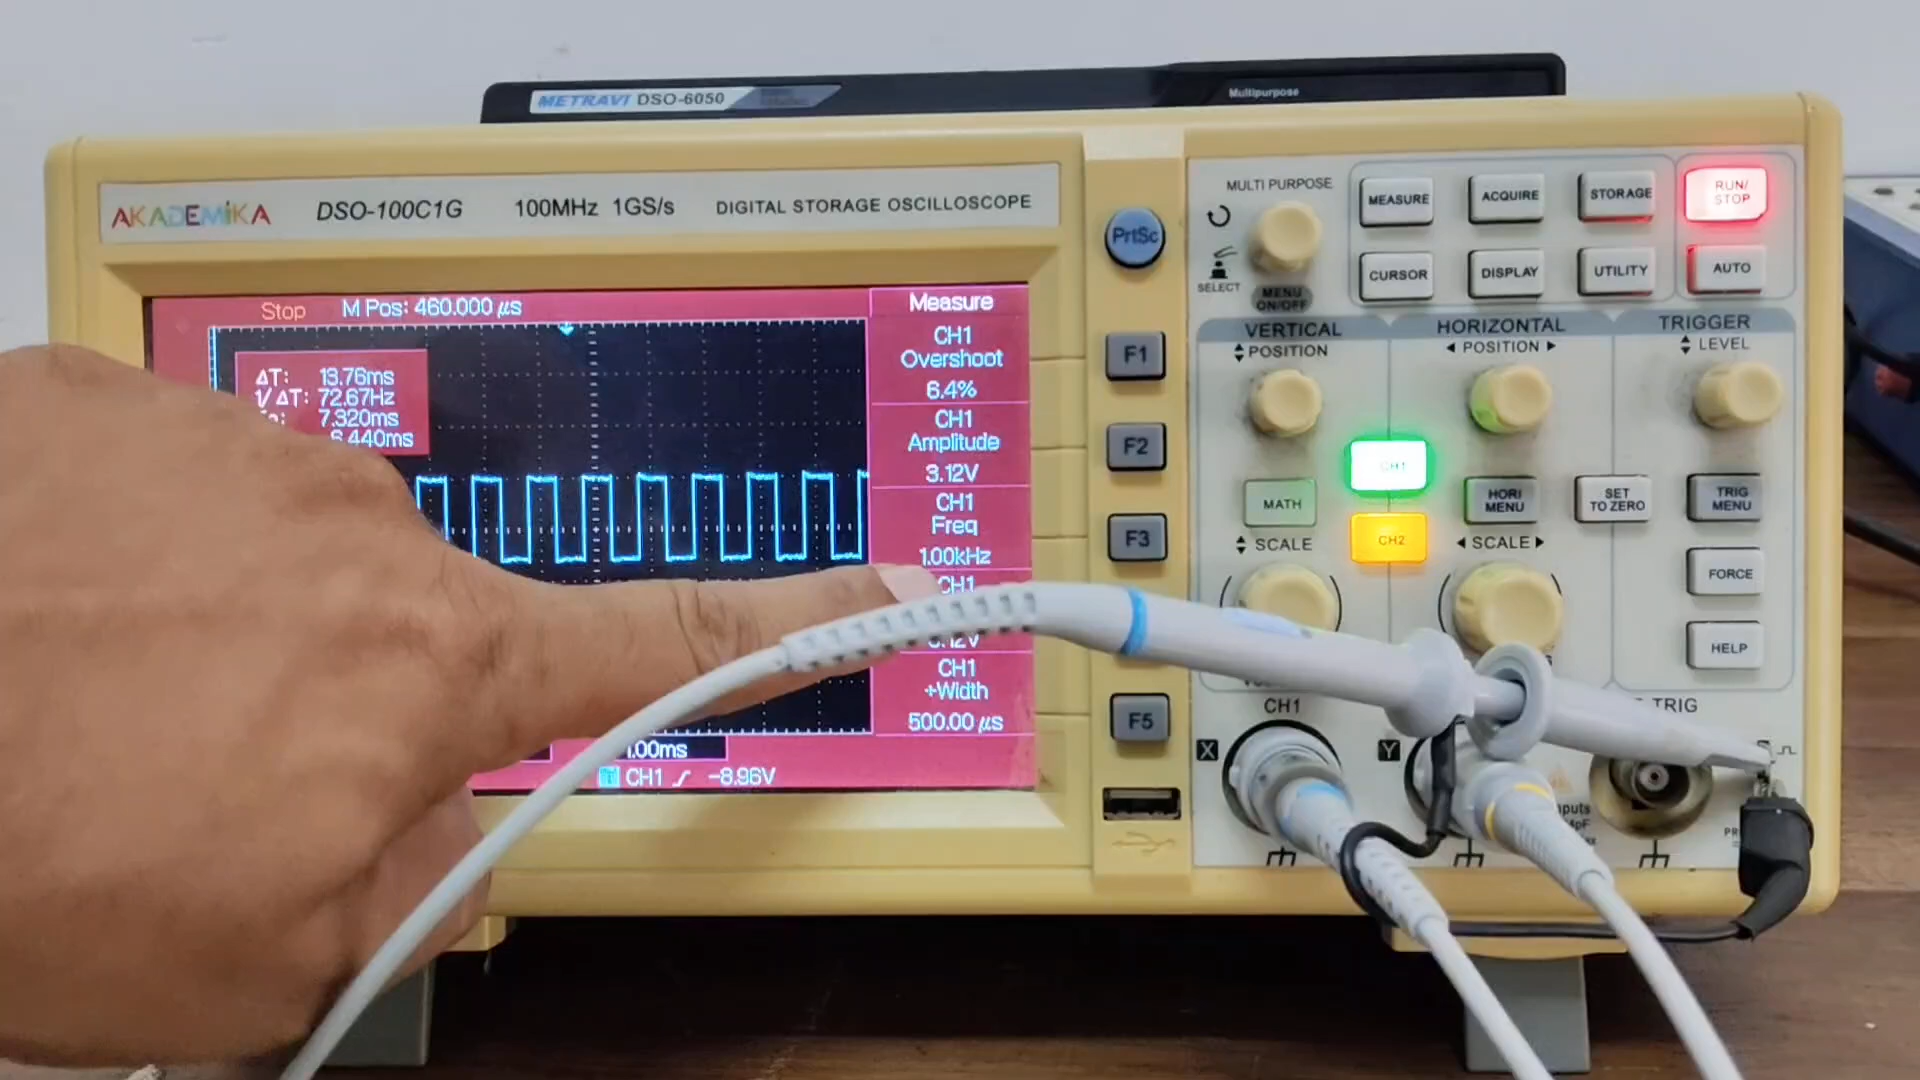 METRAVI DSO-6050
Multipurpose
AKADEMIKA
DSO-100C1G
100MHz 1GS/s
DIGITAL STORAGE OSCILLOSCOPE
Stop
M Pos: 460.000 μs
ΔT: 13.76ms
1/ΔT: 72.67Hz
7.320ms
6.440ms
1.00ms
CH1 -8.96V
Measure
CH1
Overshoot
6.4%
CH1
Amplitude
3.12V
CH1
Freq
1.00kHz
CH1
3.12V
CH1
+Width
500.00 μs
PrtSc
F1
F2
F3
F5
MULTI PURPOSE
SELECT
MENU
ON/OFF
MEASURE
ACQUIRE
STORAGE
RUN/
STOP
CURSOR
DISPLAY
UTILITY
AUTO
VERTICAL
POSITION
HORIZONTAL
POSITION
TRIGGER
LEVEL
CH1
CH2
MATH
HORI
MENU
SET
TO ZERO
TRIG
MENU
SCALE
SCALE
FORCE
HELP
CH1
TRIG
X
Y